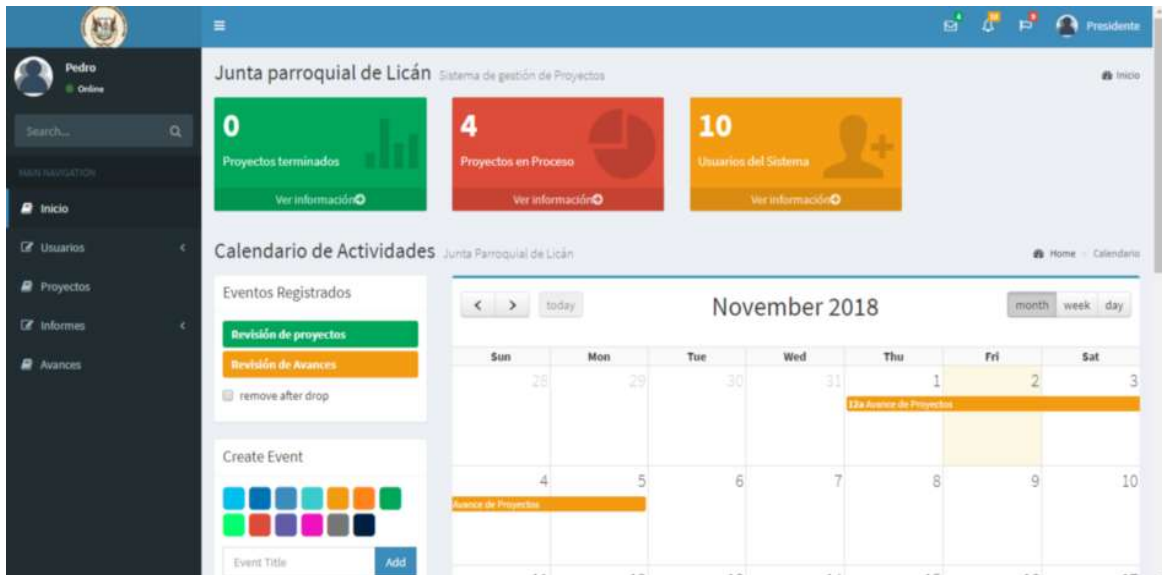 Presidente
Pedro
Online
Search...
MAIN NAVIGATION
Inicio
Usuarios
Proyectos
Informes
Avances
Junta parroquial de Licán Sistema de gestión de Proyectos
Inicio
0
Proyectos terminados
Ver información
4
Proyectos en Proceso
Ver información
10
Usuarios del Sistema
Ver información
Calendario de Actividades Junta Parroquial de Licán
Home Calendario
Eventos Registrados
Revisión de proyectos
Revisión de Avances
remove after drop
Create Event
Event Title Add
today
November 2018
month week day
Sun Mon Tue Wed Thu Fri Sat
28 29 30 31 1 2 3
12a Avance de Proyectos
4 5 6 7 8 9 10
Avance de Proyectos